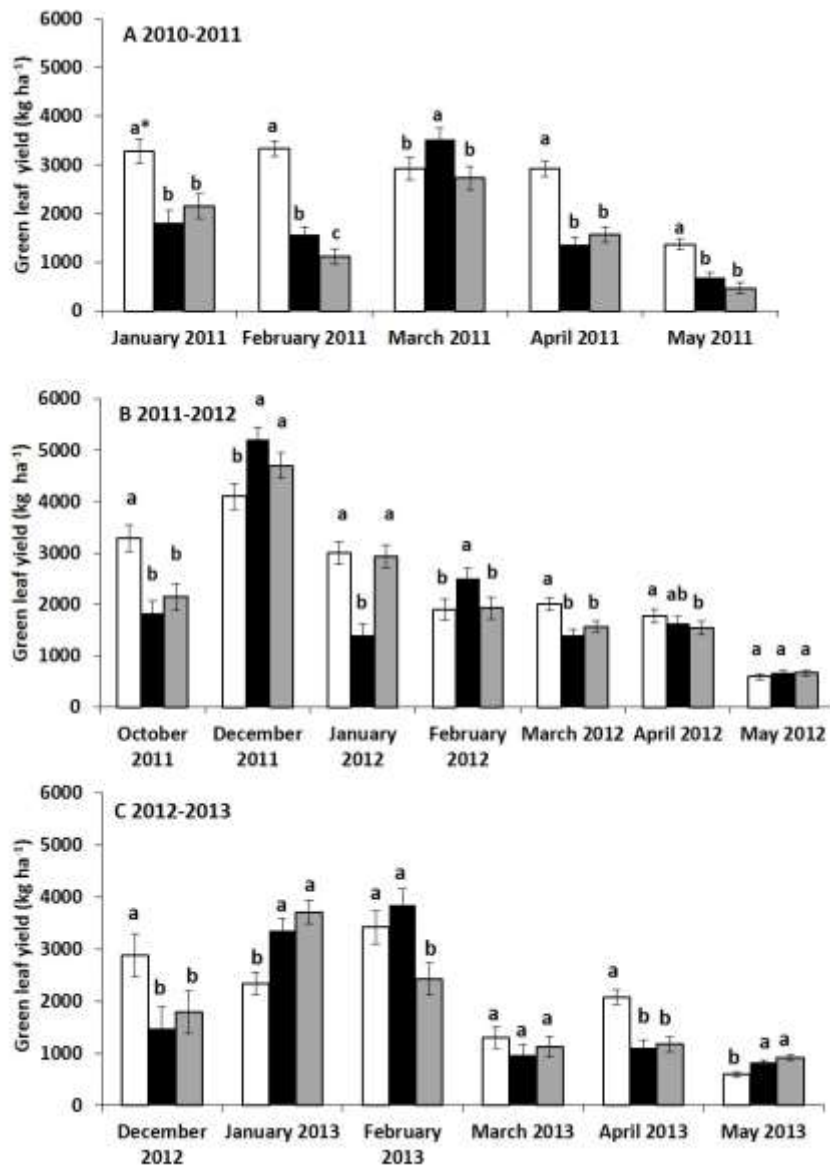 A 2010-2011
Green leaf yield (kg ha⁻¹)
6000
5000
4000
3000
2000
1000
0
a* b b a b c b a b a b b a b b
January 2011 February 2011 March 2011 April 2011 May 2011
B 2011-2012
Green leaf yield (kg ha⁻¹)
6000
5000
4000
3000
2000
1000
0
a b b b a a a b a b a b a b b a ab b a a a
October 2011 December 2011 January 2012 February 2012 March 2012 April 2012 May 2012
C 2012-2013
Green leaf yield (kg ha⁻¹)
6000
5000
4000
3000
2000
1000
0
a b b b a a a a b a a a a b b b a a
December 2012 January 2013 February 2013 March 2013 April 2013 May 2013